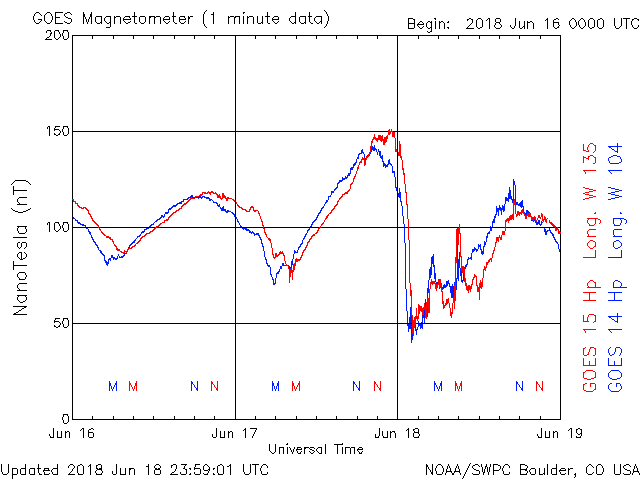 GOES Magnetometer (1 minute data)
Begin: 2018 Jun 16 0000 UTC
200
150
100
50
0
NanoTesla (nT)
M M N N M M N N M M N N
Jun 16 Jun 17 Jun 18 Jun 19
Universal Time
GOES 15 Hp Long. W 135
GOES 14 Hp Long. W 104
Updated 2018 Jun 18 23:59:01 UTC
NOAA/SWPC Boulder, CO USA